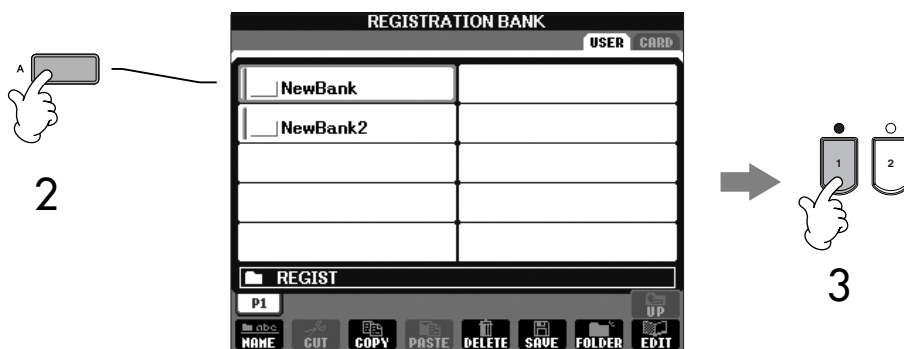 REGISTRATION BANK
USER CARD
A
NewBank
NewBank2
1 2
2
3
REGIST
P1
UP
abc
NAME CUT COPY PASTE DELETE SAVE FOLDER EDIT